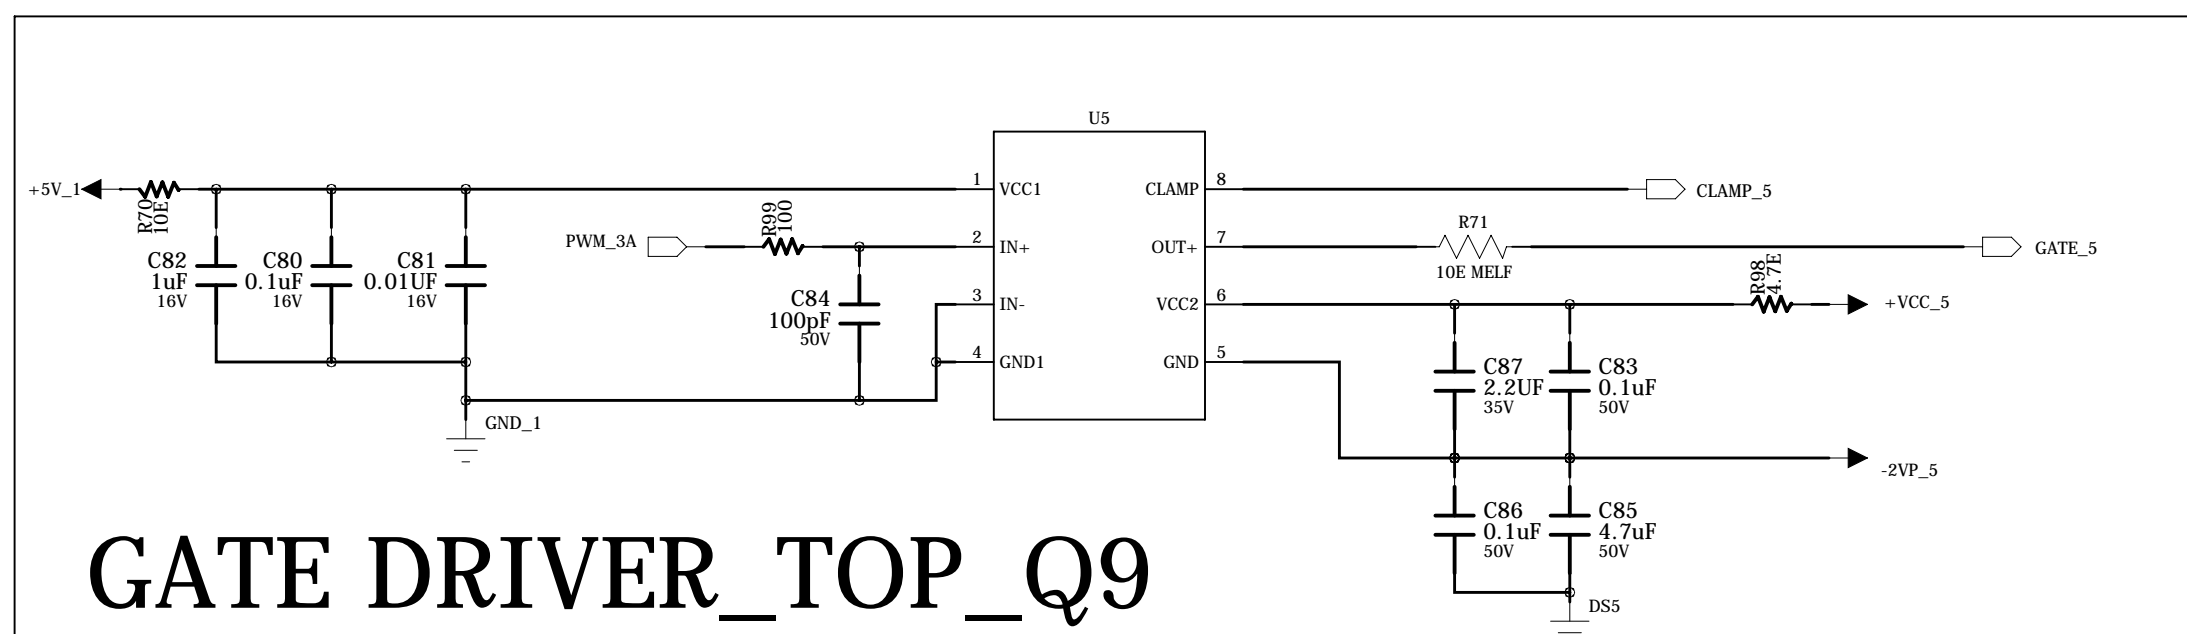 U5
+5V_1
R70
10E
1
VCC1
CLAMP
8
CLAMP_5
PWM_3A
R99
100
2
IN+
OUT+
7
R71
10E MELF
GATE_5
C82
1uF
16V
C80
0.1uF
16V
C81
0.01UF
16V
C84
100pF
50V
3
IN-
VCC2
6
R98
4.7E
+VCC_5
4
GND1
GND
5
C87
2.2UF
35V
C83
0.1uF
50V
GND_1
-2VP_5
C86
0.1uF
50V
C85
4.7uF
50V
DS5
GATE DRIVER_TOP_Q9